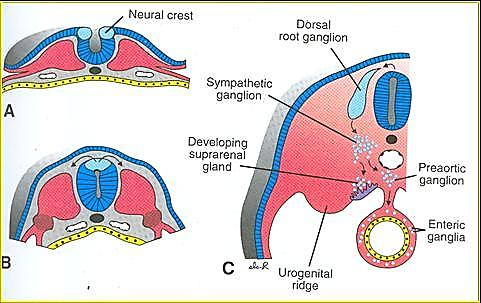 Neural crest
A
B
Dorsal
root ganglion
Sympathetic
ganglion
Developing
suprarenal
gland
Preaortic
ganglion
Enteric
ganglia
C
Urogenital
ridge